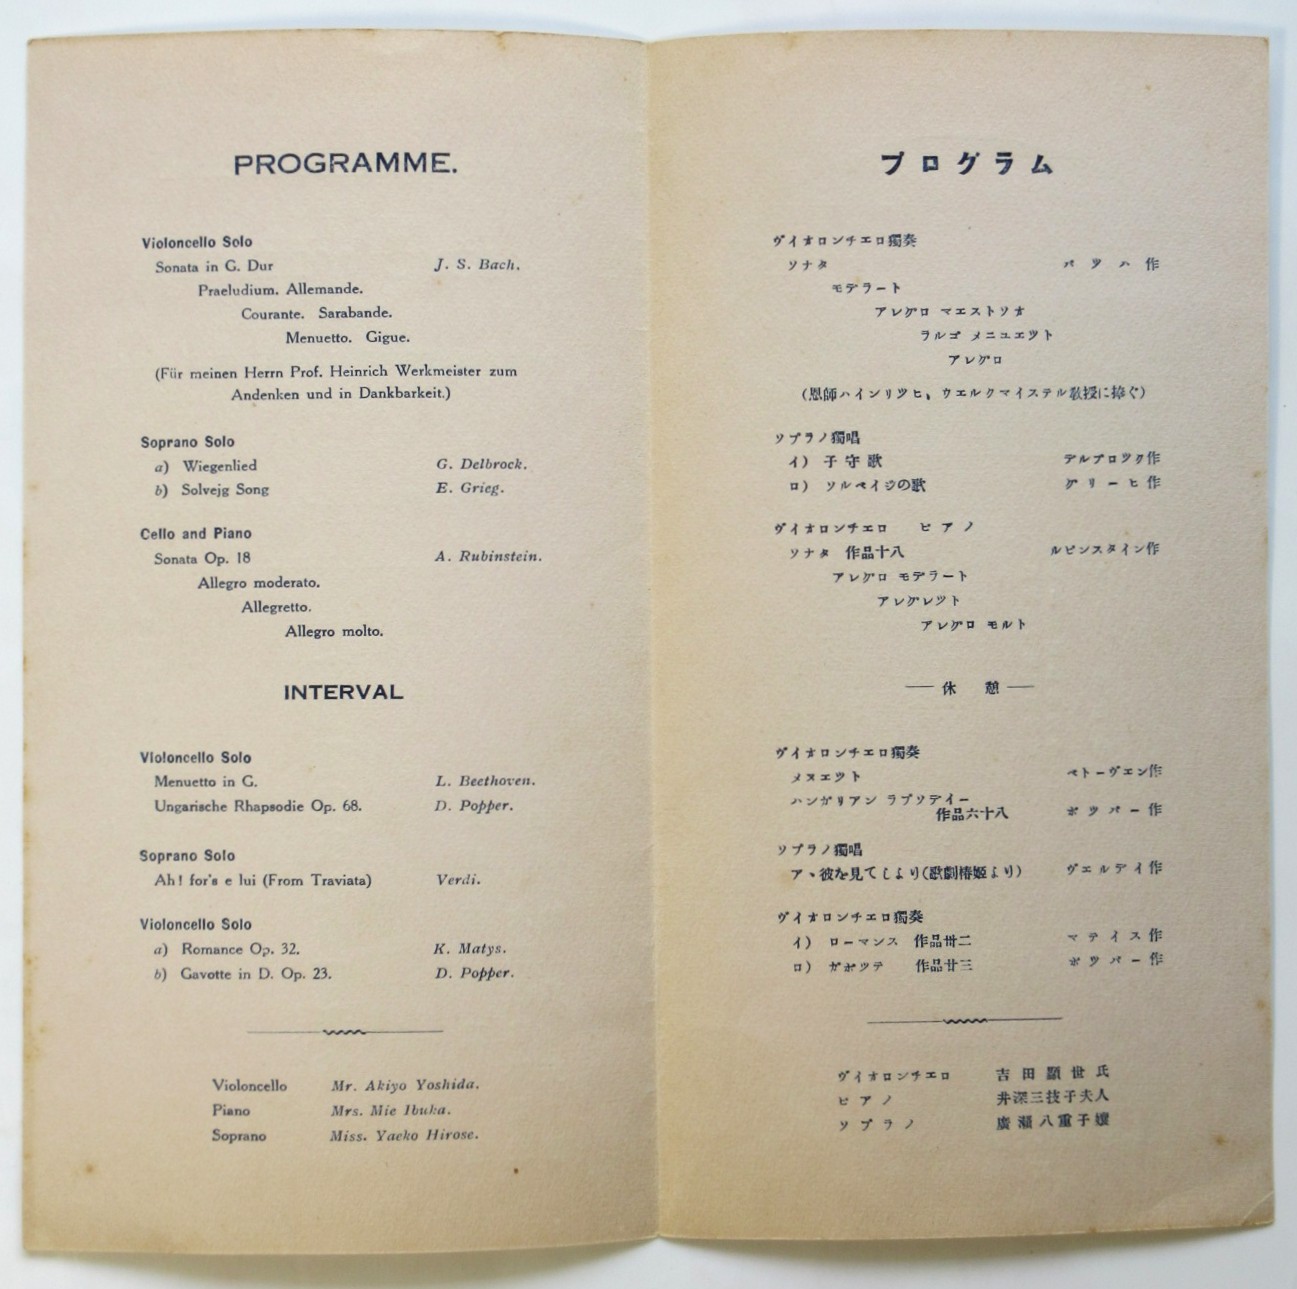 PROGRAMME.
Violoncello Solo
Sonata in G. Dur J. S. Bach.
Praeludium. Allemande.
Courante. Sarabande.
Menuetto. Gigue.
(Für meinen Herrn Prof. Heinrich Werkmeister zum
Andenken und in Dankbarkeit.)
Soprano Solo
a) Wiegenlied G. Delbrock.
b) Solvejg Song E. Grieg.
Cello and Piano
Sonata Op. 18 A. Rubinstein.
Allegro moderato.
Allegretto.
Allegro molto.
INTERVAL
Violoncello Solo
Menuetto in G. L. Beethoven.
Ungarische Rhapsodie Op. 68. D. Popper.
Soprano Solo
Ah! for's e lui (From Traviata) Verdi.
Violoncello Solo
a) Romance Op. 32. K. Matys.
b) Gavotte in D. Op. 23. D. Popper.
Violoncello Mr. Akiyo Yoshida.
Piano Mrs. Mie Ibuka.
Soprano Miss. Yaeko Hirose.
プログラム
ヴイオロンチエロ獨奏
ソナタ バツハ作
モデラート
アレグロ マエストソオ
ラルゴ メニユエツト
アレグロ
(恩師ハインリツヒ、ウエルクマイステル敎授に捧ぐ)
ソプラノ獨唱
イ) 子守歌 デルブロツク作
ロ) ソルベイジの歌 グリーヒ作
ヴイオロンチエロ ピアノ
ソナタ 作品十八 ルビンスタイン作
アレグロ モデラート
アレグレツト
アレグロ モルト
― 休憩 ―
ヴイオロンチエロ獨奏
メヌエツト ベトーヴエン作
ハンガリアン ラプソデイー
作品六十八 ポツパー作
ソプラノ獨唱
アヽ彼を見てしより(歌劇椿姬より) ヴエルデイ作
ヴイオロンチエロ獨奏
イ) ローマンス 作品卅二 マテイス作
ロ) ガボツテ 作品廿三 ポツパー作
ヴイオロンチエロ 吉田顯世氏
ピアノ 井深三技子夫人
ソプラノ 廣瀨八重子孃